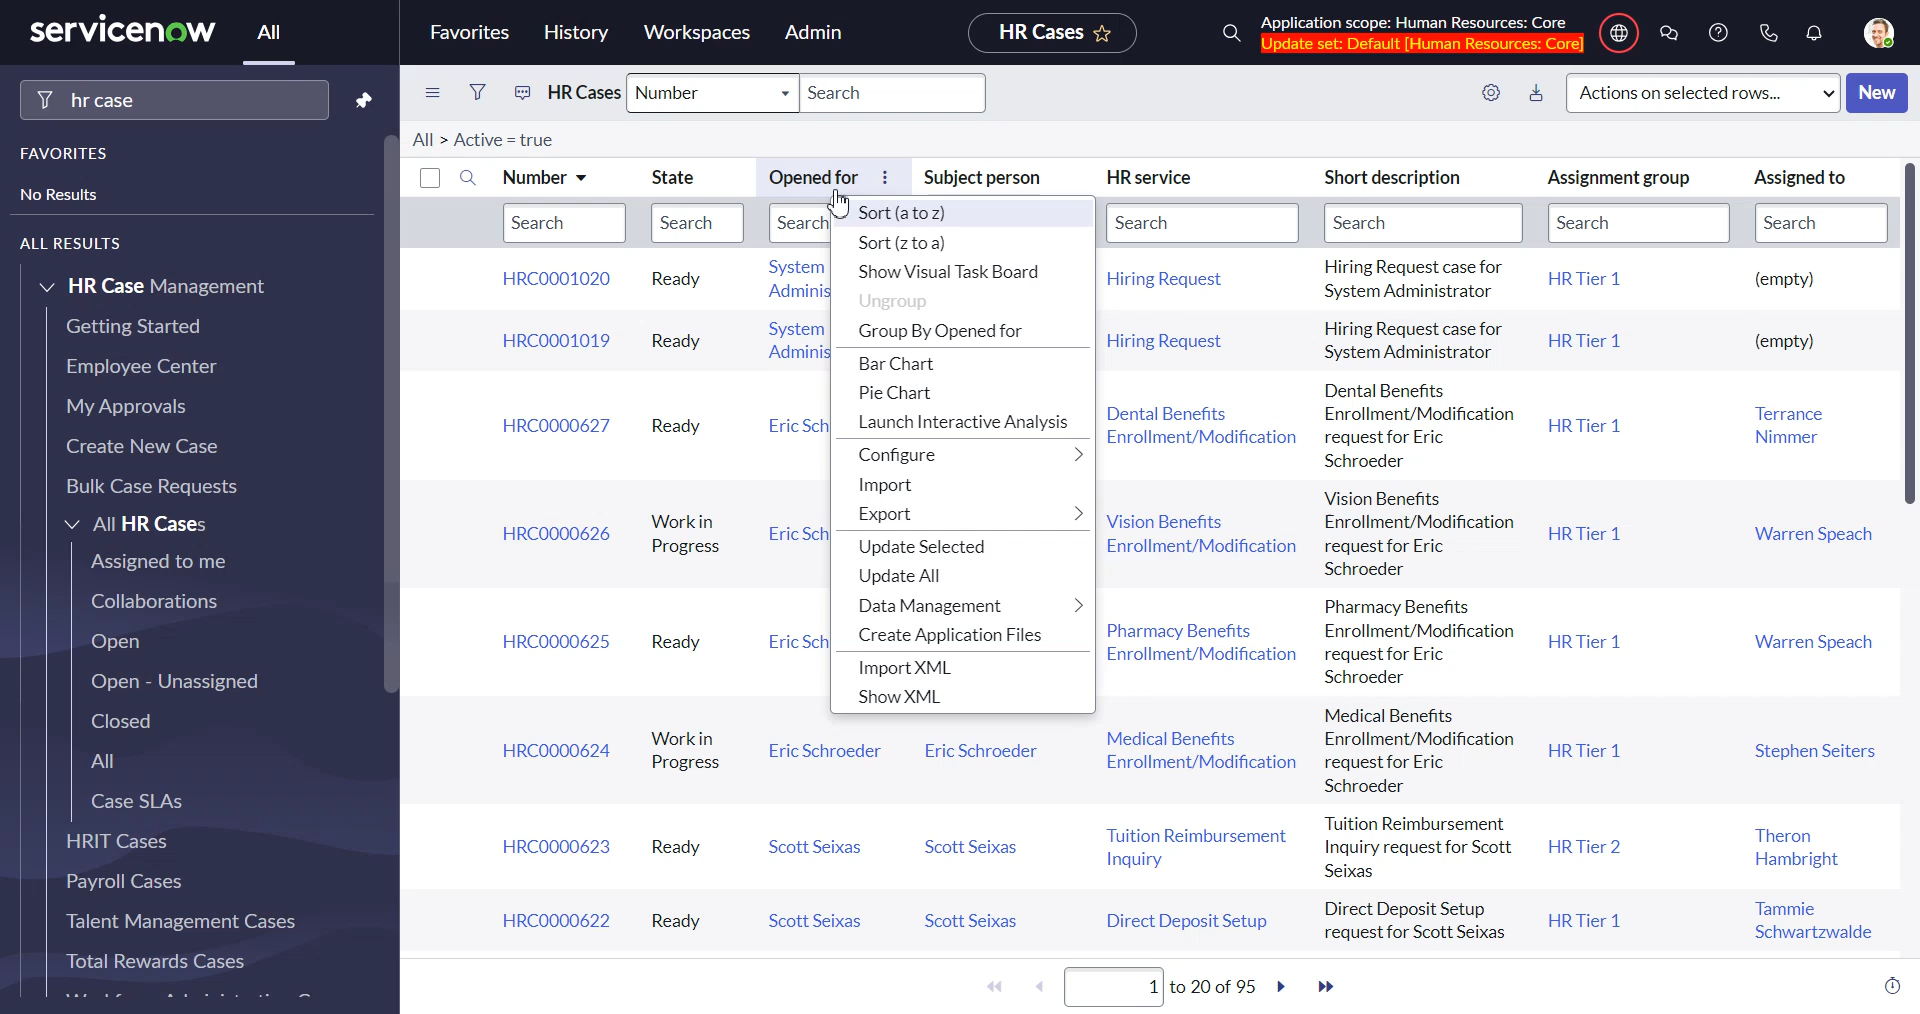 servicenow
All
Favorites
History
Workspaces
Admin
HR Cases
Application scope: Human Resources: Core
Update set: Default [Human Resources: Core]
hr case
FAVORITES
No Results
ALL RESULTS
HR Case Management
Getting Started
Employee Center
My Approvals
Create New Case
Bulk Case Requests
All HR Cases
Assigned to me
Collaborations
Open
Open - Unassigned
Closed
All
Case SLAs
HRIT Cases
Payroll Cases
Talent Management Cases
Total Rewards Cases
HR Cases
Number
Search
Actions on selected rows...
New
All > Active = true
Number
State
Opened for
Subject person
HR service
Short description
Assignment group
Assigned to
Search
Search
Search
Search
Search
Search
Search
HRC0001020
Ready
System
Adminis
Hiring Request
Hiring Request case for
System Administrator
HR Tier 1
(empty)
HRC0001019
Ready
System
Adminis
Hiring Request
Hiring Request case for
System Administrator
HR Tier 1
(empty)
HRC0000627
Ready
Eric Sch
Dental Benefits
Enrollment/Modification
Dental Benefits
Enrollment/Modification
request for Eric
Schroeder
HR Tier 1
Terrance
Nimmer
HRC0000626
Work in
Progress
Eric Sch
Vision Benefits
Enrollment/Modification
Vision Benefits
Enrollment/Modification
request for Eric
Schroeder
HR Tier 1
Warren Speach
HRC0000625
Ready
Eric Sch
Pharmacy Benefits
Enrollment/Modification
Pharmacy Benefits
Enrollment/Modification
request for Eric
Schroeder
HR Tier 1
Warren Speach
HRC0000624
Work in
Progress
Eric Schroeder
Eric Schroeder
Medical Benefits
Enrollment/Modification
Medical Benefits
Enrollment/Modification
request for Eric
Schroeder
HR Tier 1
Stephen Seiters
HRC0000623
Ready
Scott Seixas
Scott Seixas
Tuition Reimbursement
Inquiry
Tuition Reimbursement
Inquiry request for Scott
Seixas
HR Tier 2
Theron
Hambright
HRC0000622
Ready
Scott Seixas
Scott Seixas
Direct Deposit Setup
Direct Deposit Setup
request for Scott Seixas
HR Tier 1
Tammie
Schwartzwalde
Sort (a to z)
Sort (z to a)
Show Visual Task Board
Ungroup
Group By Opened for
Bar Chart
Pie Chart
Launch Interactive Analysis
Configure
Import
Export
Update Selected
Update All
Data Management
Create Application Files
Import XML
Show XML
1 to 20 of 95